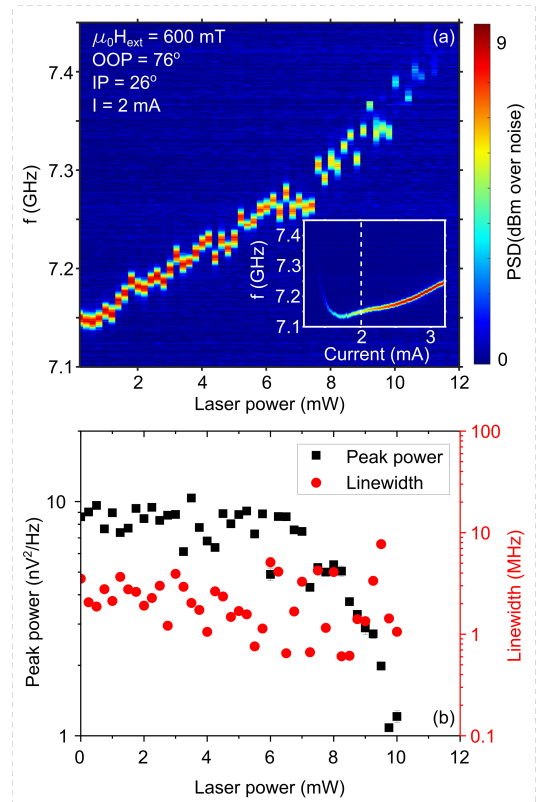 (a)
μ₀Hₑₓₜ = 600 mT
OOP = 76°
IP = 26°
I = 2 mA
f (GHz)
7.4
7.3
7.2
7.1
2 4 6 8 10 12
Laser power (mW)
9
0
PSD(dBm over noise)
f (GHz)
7.4
7.3
7.2
7.1
2 3
Current (mA)
Peak power
Linewidth
Peak power (nV²/Hz)
10
1
100
10
1
0.1
Linewidth (MHz)
(b)
0 2 4 6 8 10 12
Laser power (mW)